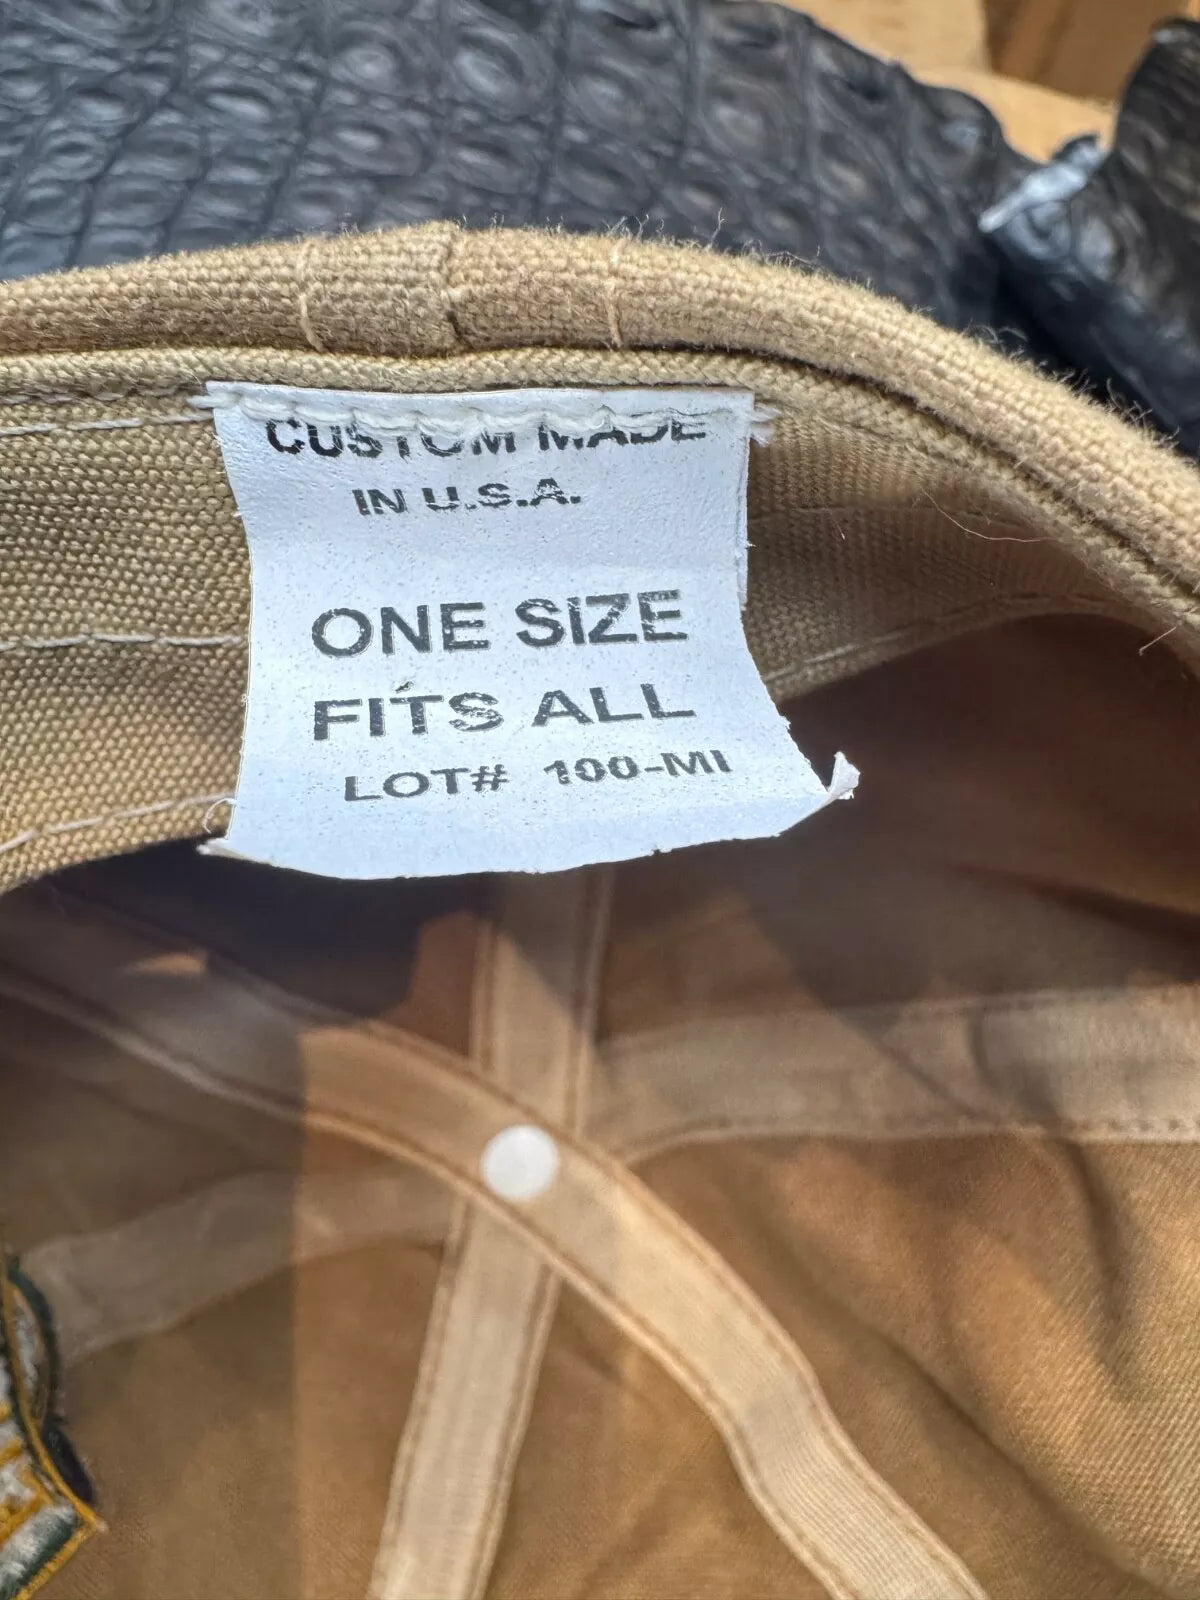 CUSTOM MADE
IN U.S.A.
ONE SIZE
FITS ALL
LOT# 100-MI